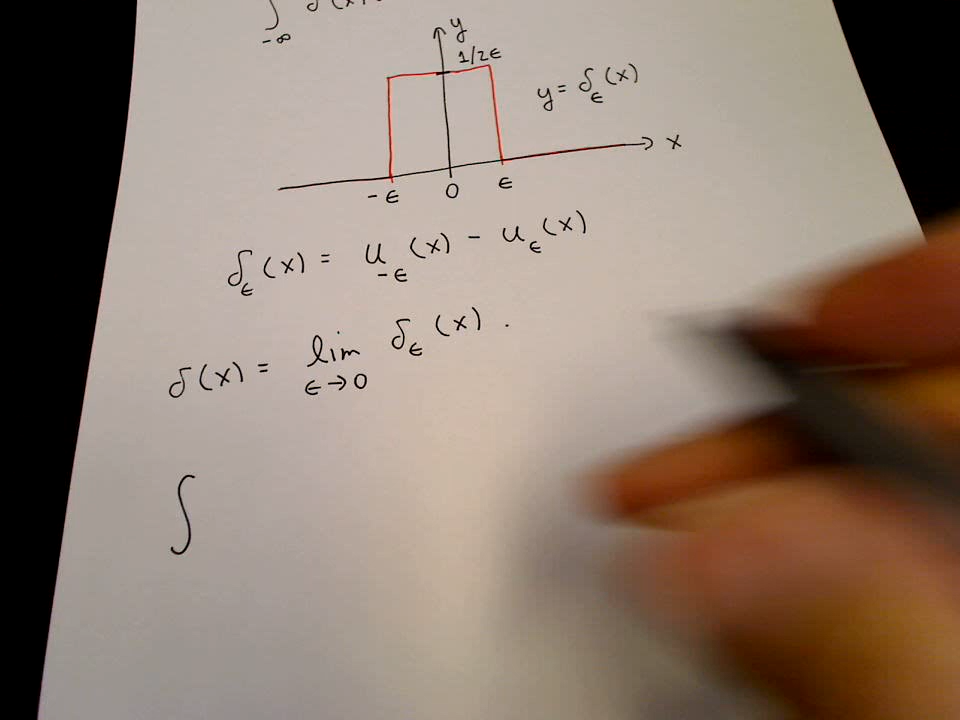 ∫ δ(x)
-∞
y
1/2ϵ
y = δ_ϵ(x)
x
-ϵ 0 ϵ
δ_ϵ(x) = u_{-ϵ}(x) - u_ϵ(x)
δ(x) = lim_{ϵ→0} δ_ϵ(x).
∫